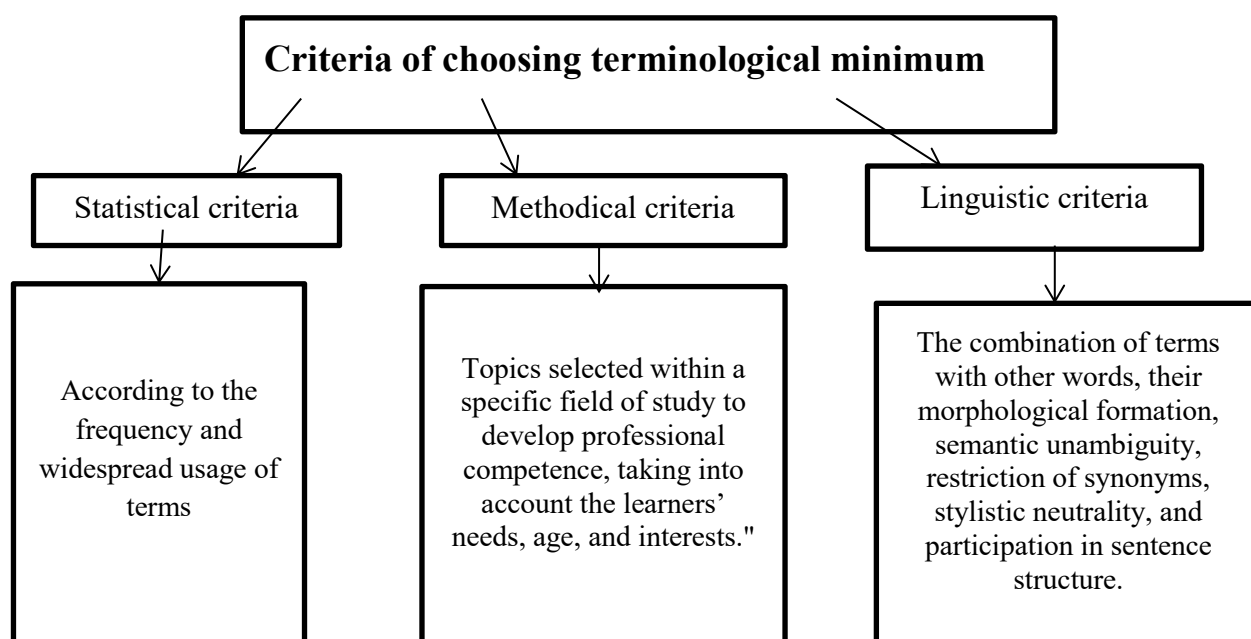 Criteria of choosing terminological minimum
Statistical criteria
Methodical criteria
Linguistic criteria
According to the
frequency and
widespread usage of
terms
Topics selected within a
specific field of study to
develop professional
competence, taking into
account the learners’
needs, age, and interests."
The combination of terms
with other words, their
morphological formation,
semantic unambiguity,
restriction of synonyms,
stylistic neutrality, and
participation in sentence
structure.